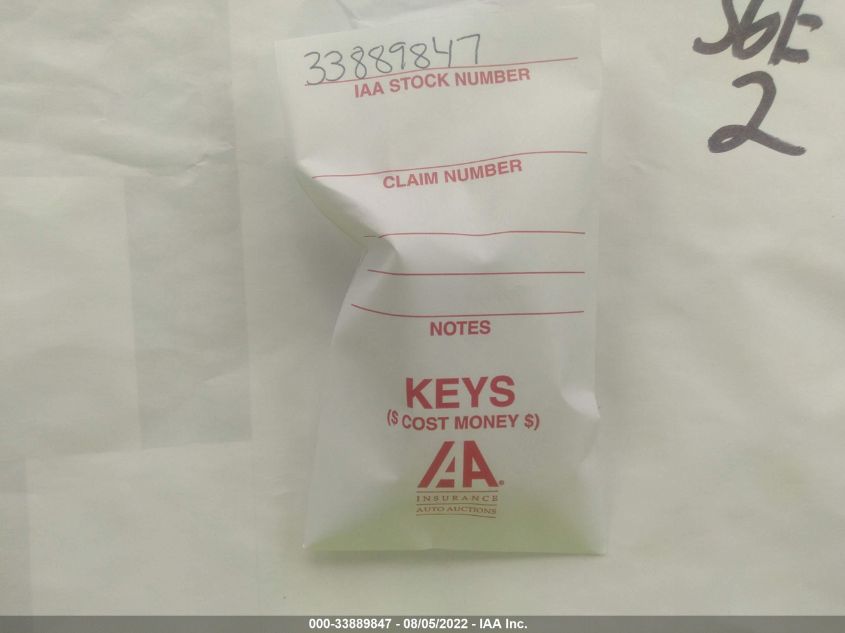 33889847
IAA STOCK NUMBER
CLAIM NUMBER
NOTES
KEYS
($ COST MONEY $)
IAA®
INSURANCE
AUTO AUCTIONS
2
000-33889847 - 08/05/2022 - IAA Inc.